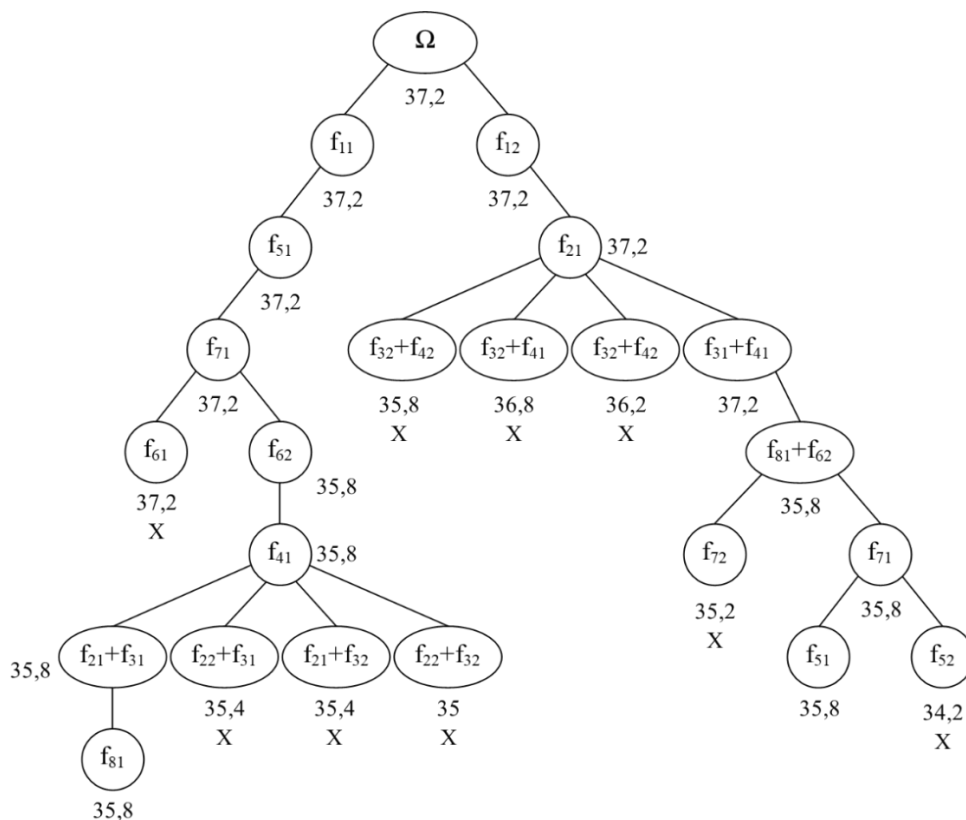 Ω
37,2
f₁₁ f₁₂
37,2 37,2
f₅₁ f₂₁ 37,2
37,2
f₇₁ f₃₂+f₄₂ f₃₂+f₄₁ f₃₂+f₄₂ f₃₁+f₄₁
37,2 35,8 36,8 36,2 37,2
X X X
f₆₁ f₆₂ f₈₁+f₆₂
37,2 35,8 35,8
X
f₄₁ 35,8 f₇₂ f₇₁
35,2 35,8
X
35,8 f₂₁+f₃₁ f₂₂+f₃₁ f₂₁+f₃₂ f₂₂+f₃₂ f₅₁ f₅₂
35,4 35,4 35 35,8 34,2
X X X X
f₈₁
35,8